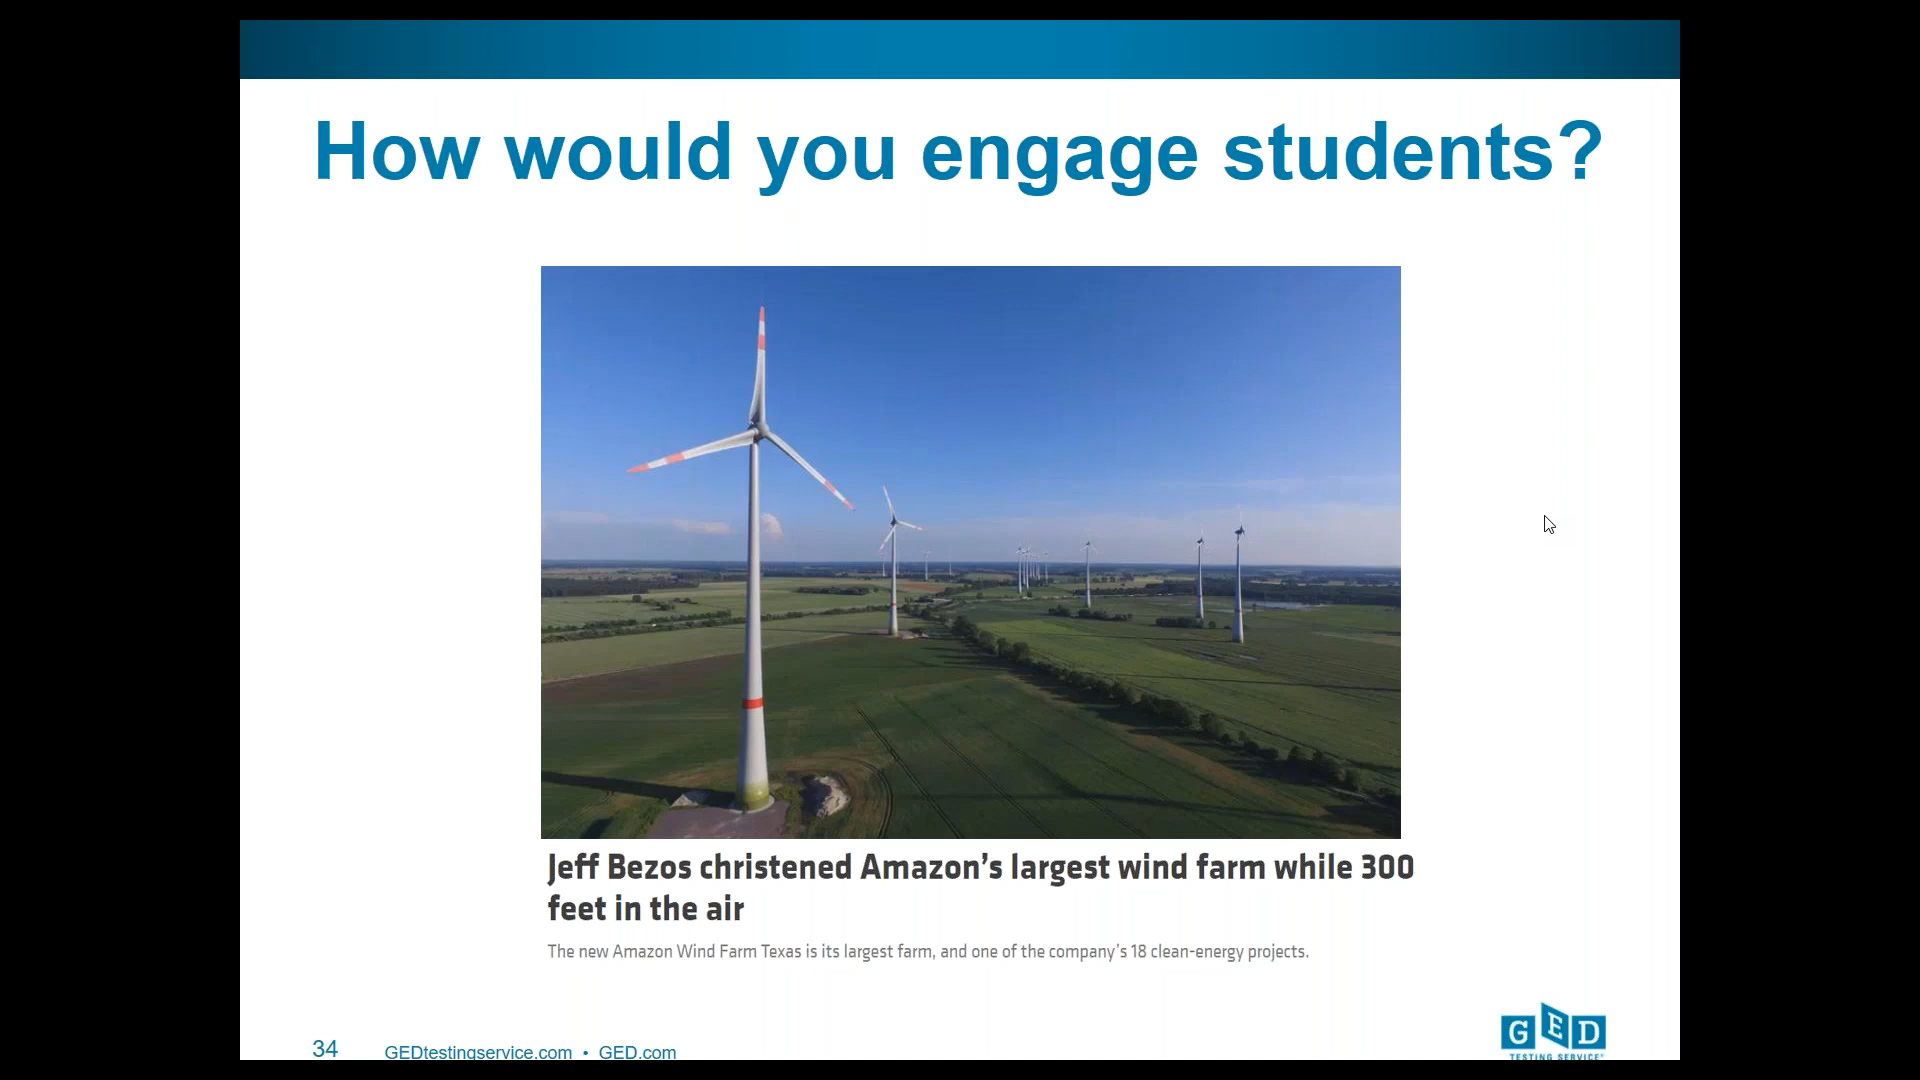 How would you engage students?
Jeff Bezos christened Amazon’s largest wind farm while 300
feet in the air
The new Amazon Wind Farm Texas is its largest farm, and one of the company's 18 clean-energy projects.
34
GEDtestingservice.com • GED.com
GED
TESTING SERVICE